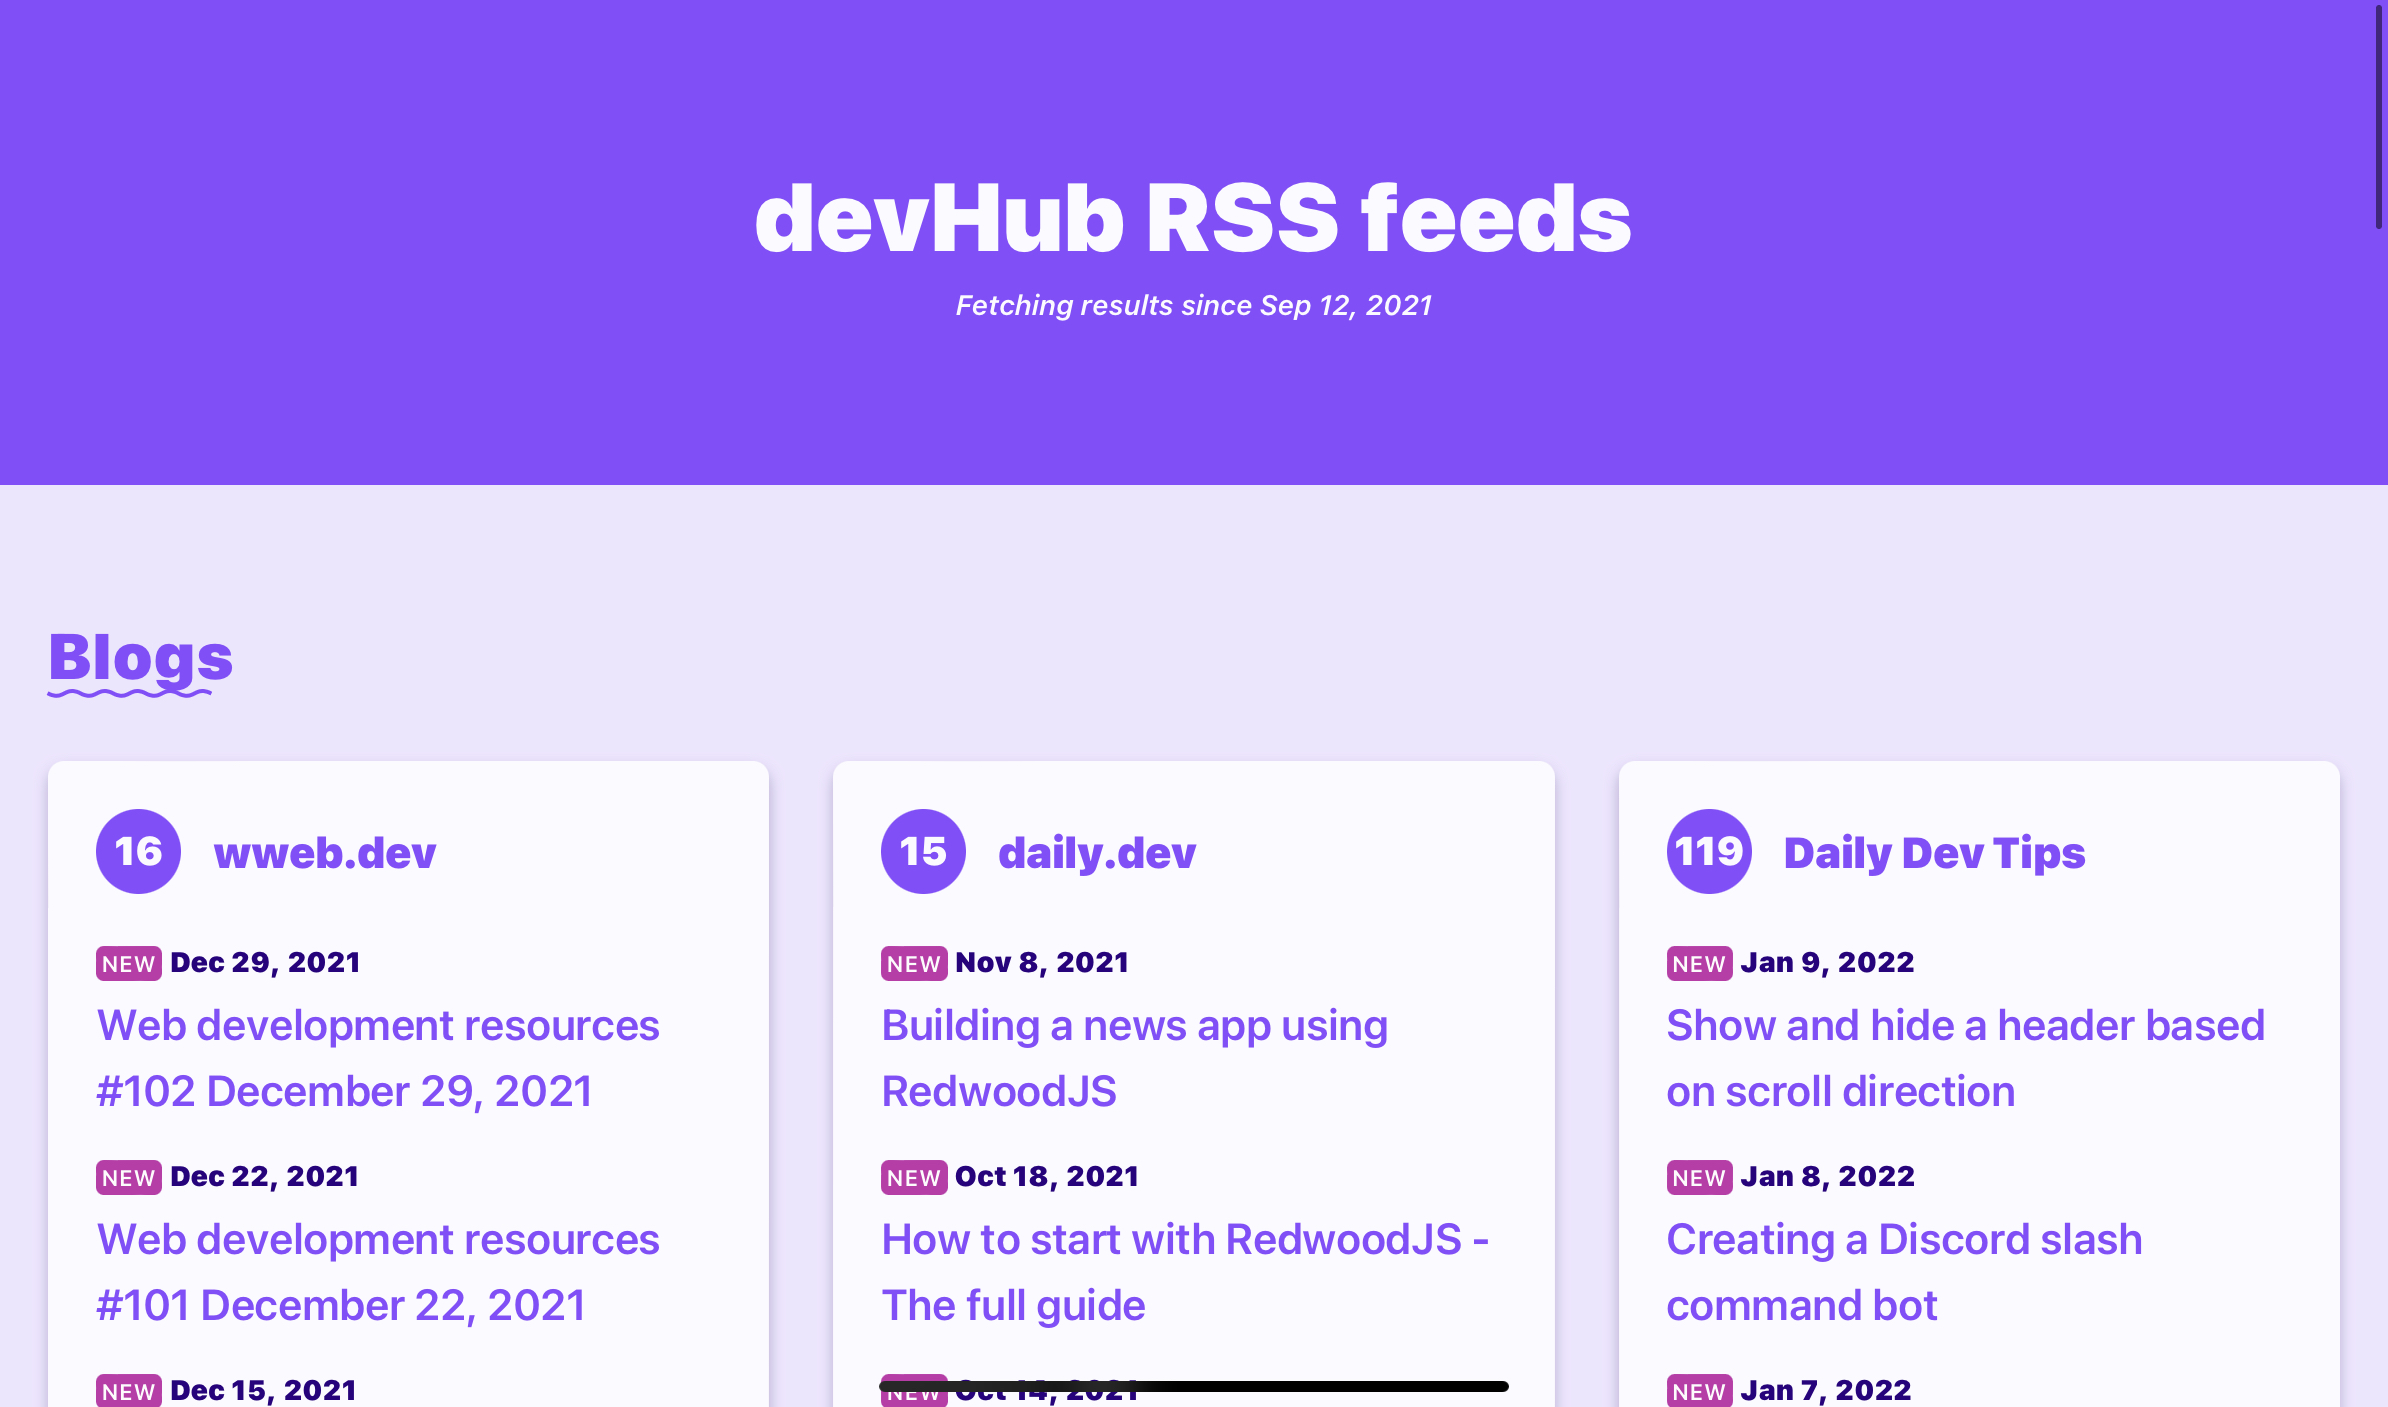 devHub RSS feeds
Fetching results since Sep 12, 2021
Blogs
16 wweb.dev
NEW Dec 29, 2021
Web development resources
#102 December 29, 2021
NEW Dec 22, 2021
Web development resources
#101 December 22, 2021
NEW Dec 15, 2021
15 daily.dev
NEW Nov 8, 2021
Building a news app using
RedwoodJS
NEW Oct 18, 2021
How to start with RedwoodJS -
The full guide
NEW Oct 14, 2021
119 Daily Dev Tips
NEW Jan 9, 2022
Show and hide a header based
on scroll direction
NEW Jan 8, 2022
Creating a Discord slash
command bot
NEW Jan 7, 2022